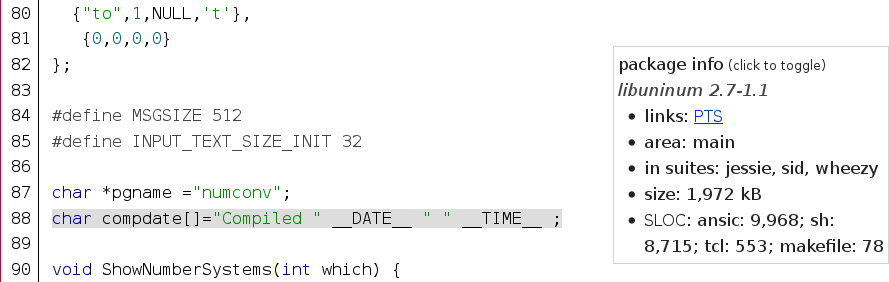 80 {"to",1,NULL,'t'},
81 {0,0,0,0}
82 };
83
84 #define MSGSIZE 512
85 #define INPUT_TEXT_SIZE_INIT 32
86
87 char *pgname ="numconv";
88 char compdate[]="Compiled " __DATE__ " " __TIME__ ;
89
90 void ShowNumberSystems(int which) {
package info (click to toggle)
libuninum 2.7-1.1
• links: PTS
• area: main
• in suites: jessie, sid, wheezy
• size: 1,972 kB
• SLOC: ansic: 9,968; sh:
8,715; tcl: 553; makefile: 78